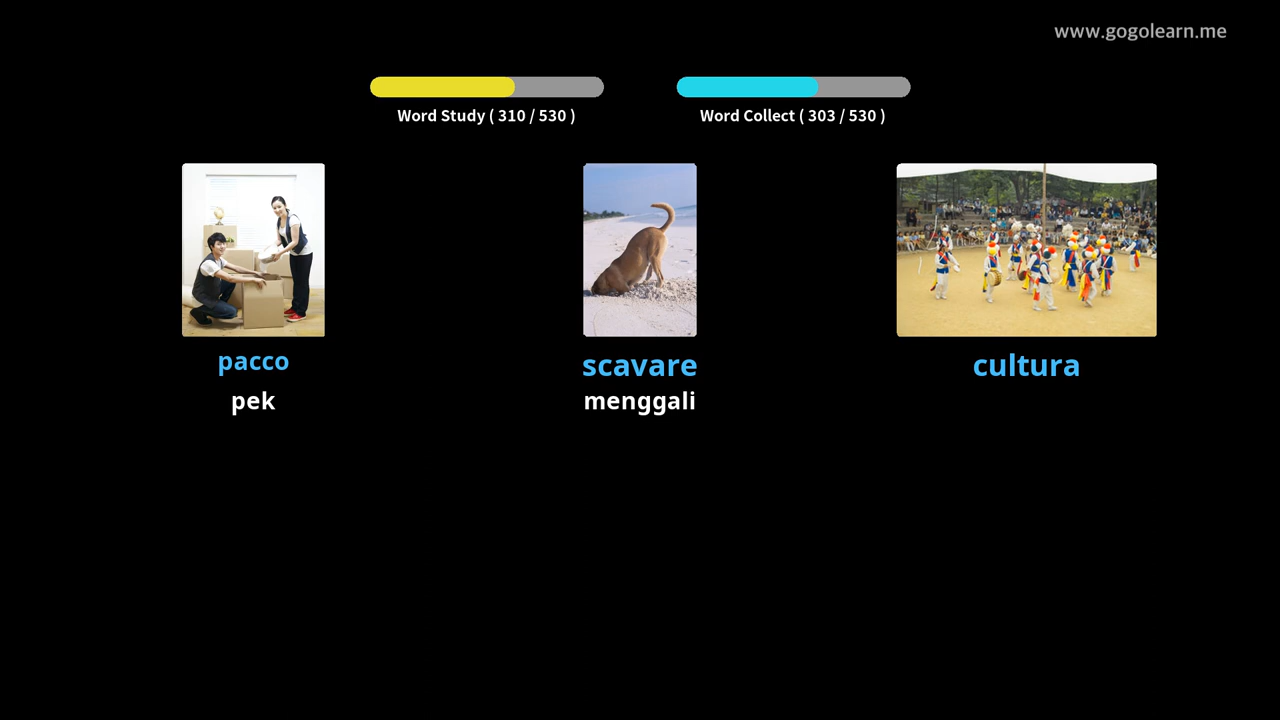 www.gogolearn.me
Word Study ( 310 / 530 )
Word Collect ( 303 / 530 )
pacco
scavare
cultura
pek
menggali